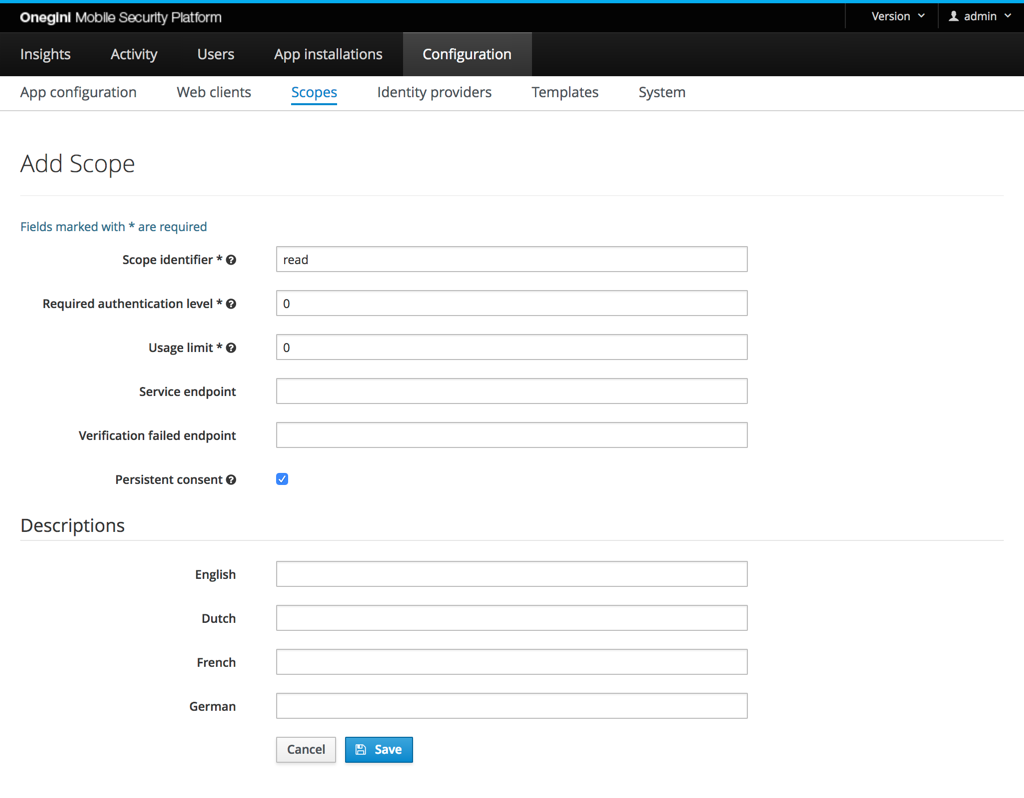 Onegini Mobile Security Platform Version admin
Insights Activity Users App installations Configuration
App configuration Web clients Scopes Identity providers Templates System
Add Scope
Fields marked with * are required
Scope identifier * read
Required authentication level * 0
Usage limit * 0
Service endpoint
Verification failed endpoint
Persistent consent
Descriptions
English
Dutch
French
German
Cancel Save